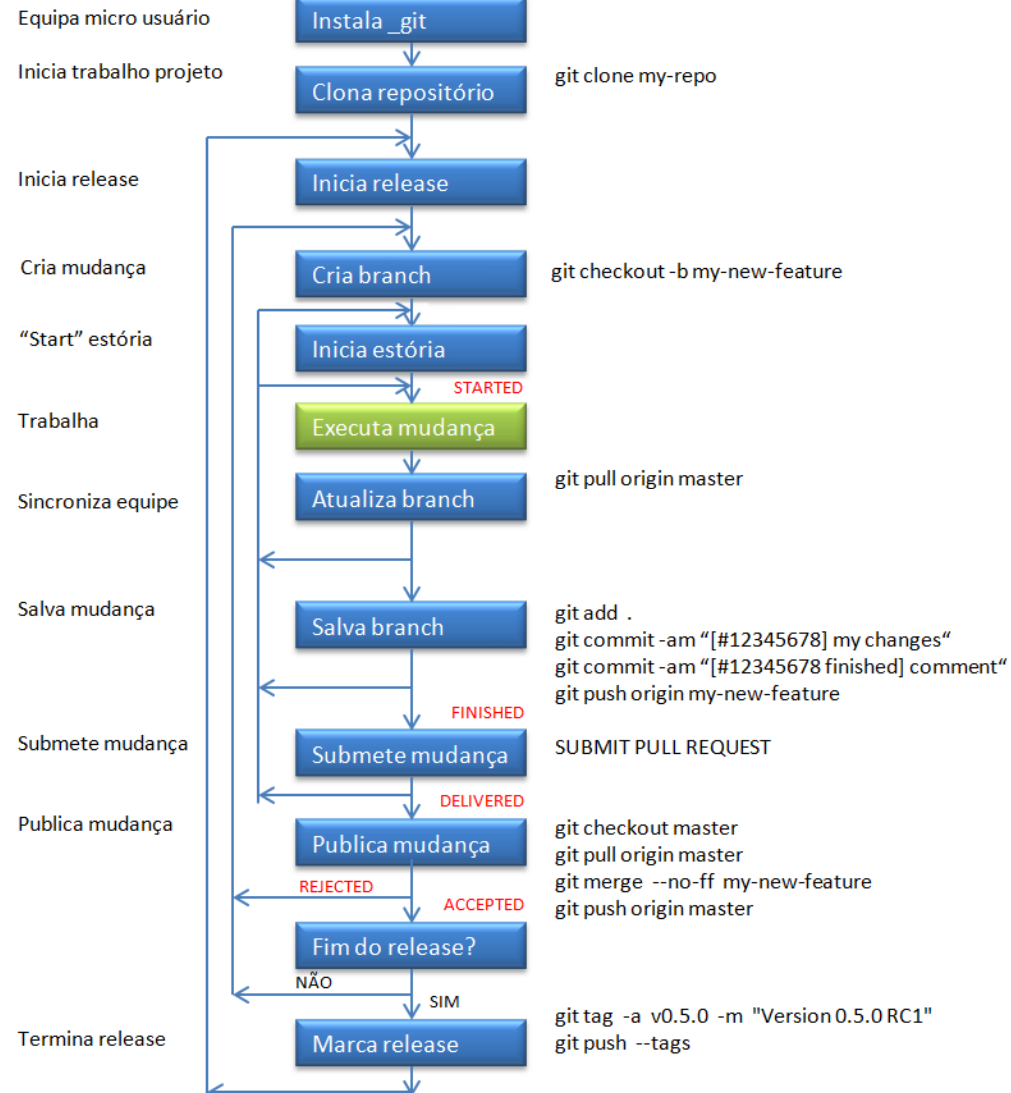 Equipa micro usuário
Instala _git
Inicia trabalho projeto
Clona repositório
git clone my-repo
Inicia release
Inicia release
Cria mudança
Cria branch
git checkout -b my-new-feature
“Start” estória
Inicia estória
STARTED
Trabalha
Executa mudança
Sincroniza equipe
Atualiza branch
git pull origin master
Salva mudança
Salva branch
git add .
git commit -am “[#12345678] my changes“
git commit -am “[#12345678 finished] comment“
git push origin my-new-feature
FINISHED
Submete mudança
Submete mudança
SUBMIT PULL REQUEST
DELIVERED
Publica mudança
Publica mudança
git checkout master
git pull origin master
git merge --no-ff my-new-feature
git push origin master
REJECTED
ACCEPTED
Fim do release?
NÃO
SIM
Termina release
Marca release
git tag -a v0.5.0 -m "Version 0.5.0 RC1"
git push --tags